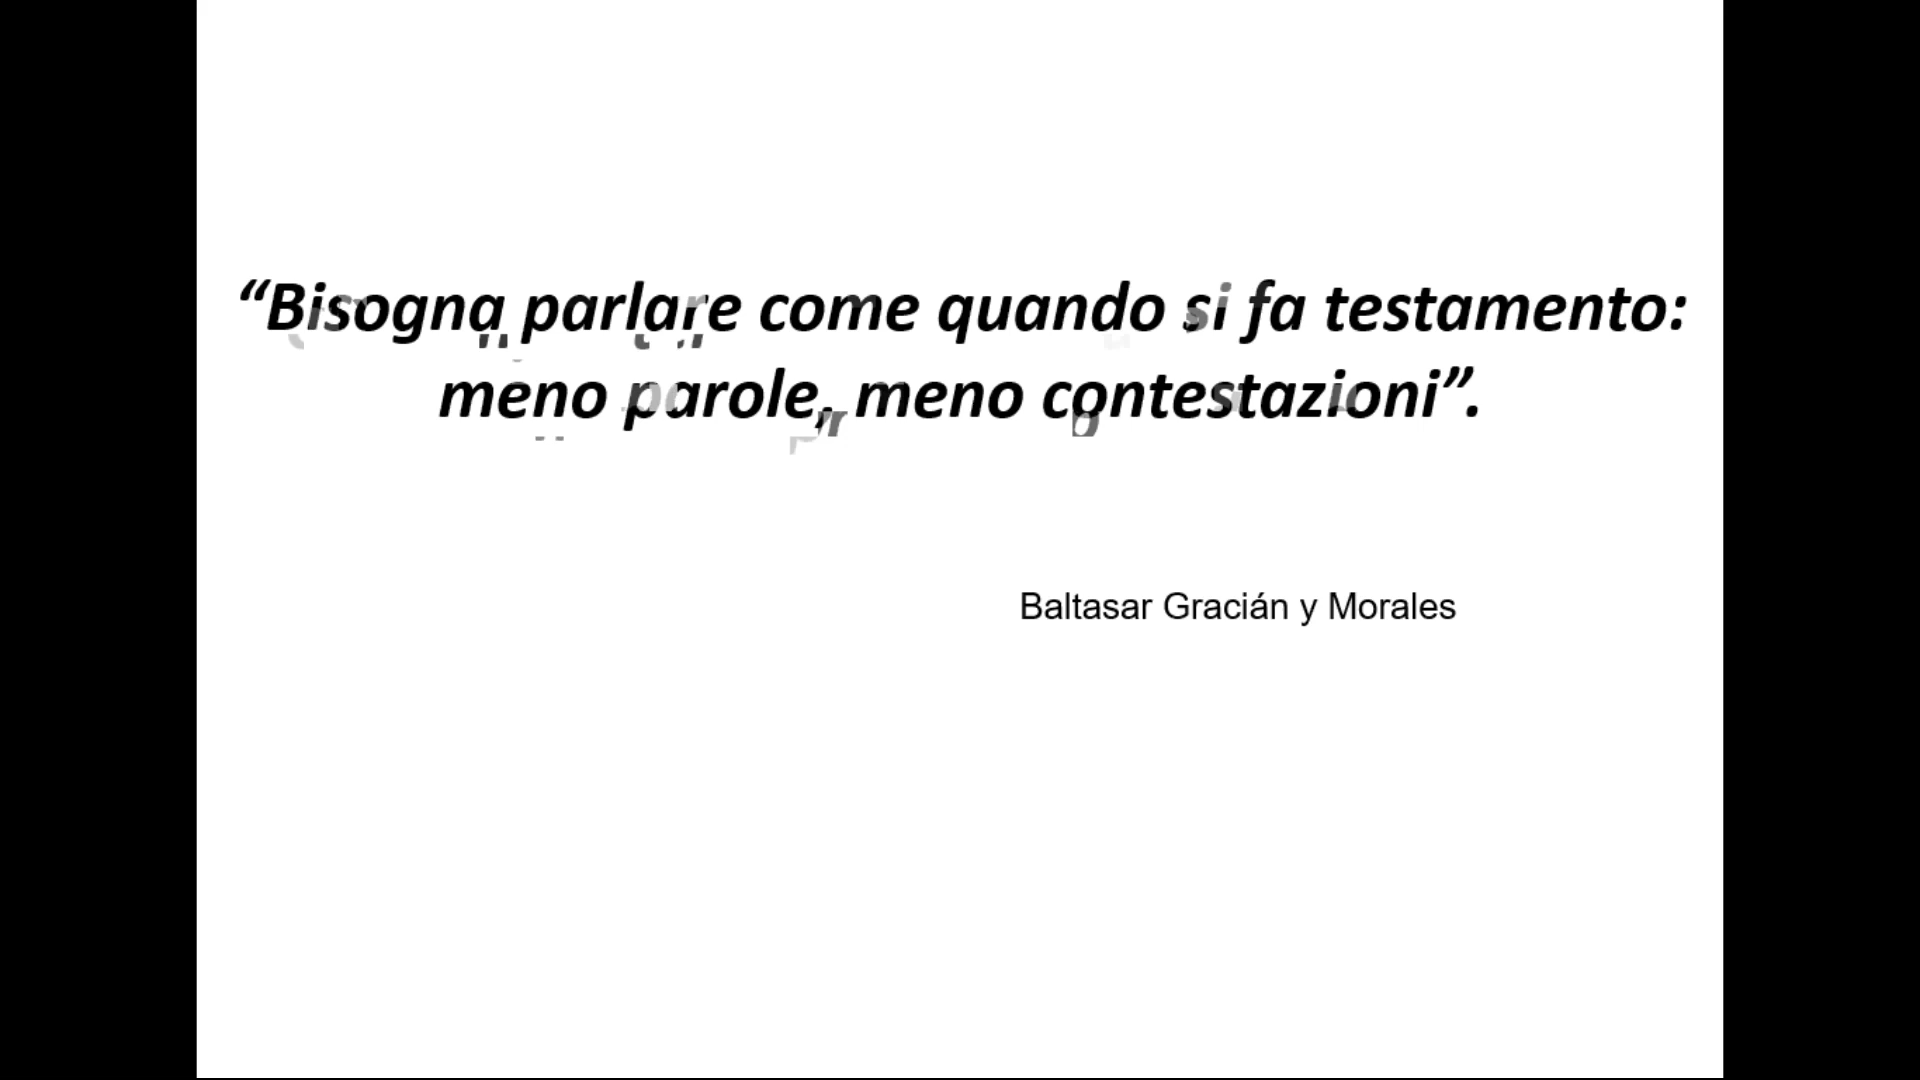 “Bisogna parlare come quando si fa testamento:
meno parole, meno contestazioni”.
Baltasar Gracián y Morales